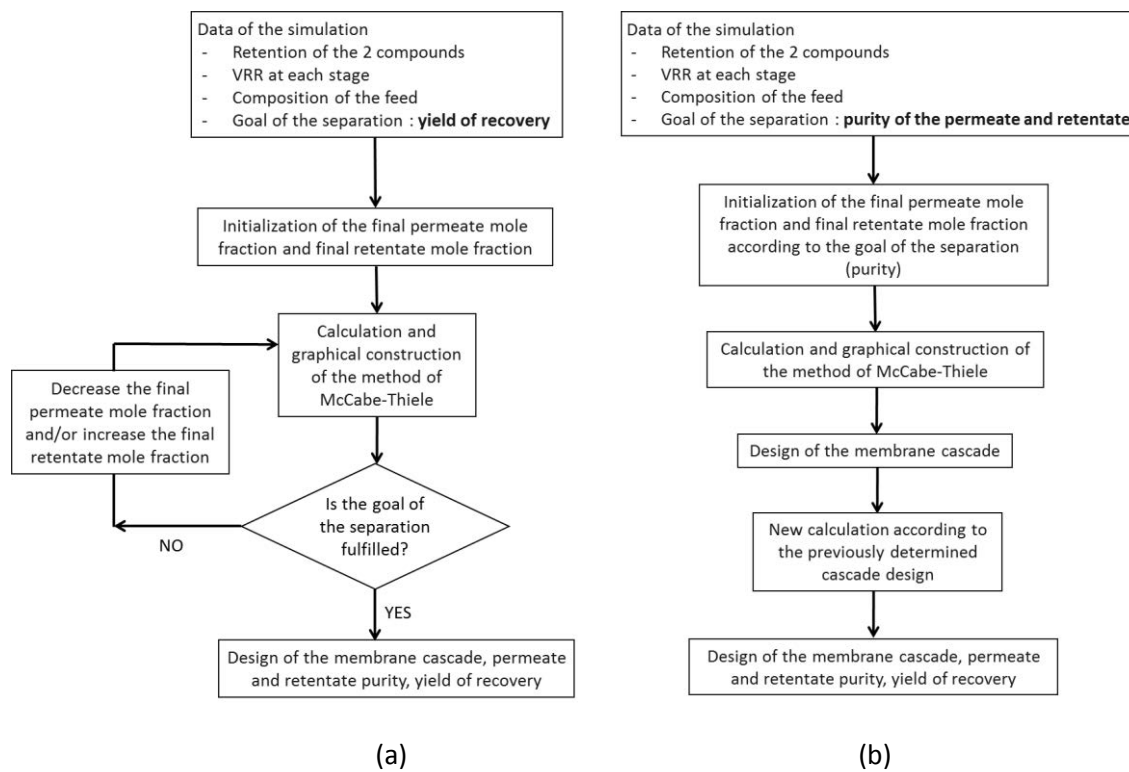 Data of the simulation
- Retention of the 2 compounds
- VRR at each stage
- Composition of the feed
- Goal of the separation : yield of recovery
Initialization of the final permeate mole
fraction and final retentate mole fraction
Calculation and
graphical construction
of the method of
McCabe-Thiele
Decrease the final
permeate mole fraction
and/or increase the final
retentate mole fraction
Is the goal of
the separation
fulfilled?
NO
YES
Design of the membrane cascade, permeate
and retentate purity, yield of recovery
(a)
Data of the simulation
- Retention of the 2 compounds
- VRR at each stage
- Composition of the feed
- Goal of the separation : purity of the permeate and retentate
Initialization of the final permeate mole
fraction and final retentate mole fraction
according to the goal of the separation
(purity)
Calculation and graphical construction of
the method of McCabe-Thiele
Design of the membrane cascade
New calculation according to
the previously determined
cascade design
Design of the membrane cascade, permeate
and retentate purity, yield of recovery
(b)